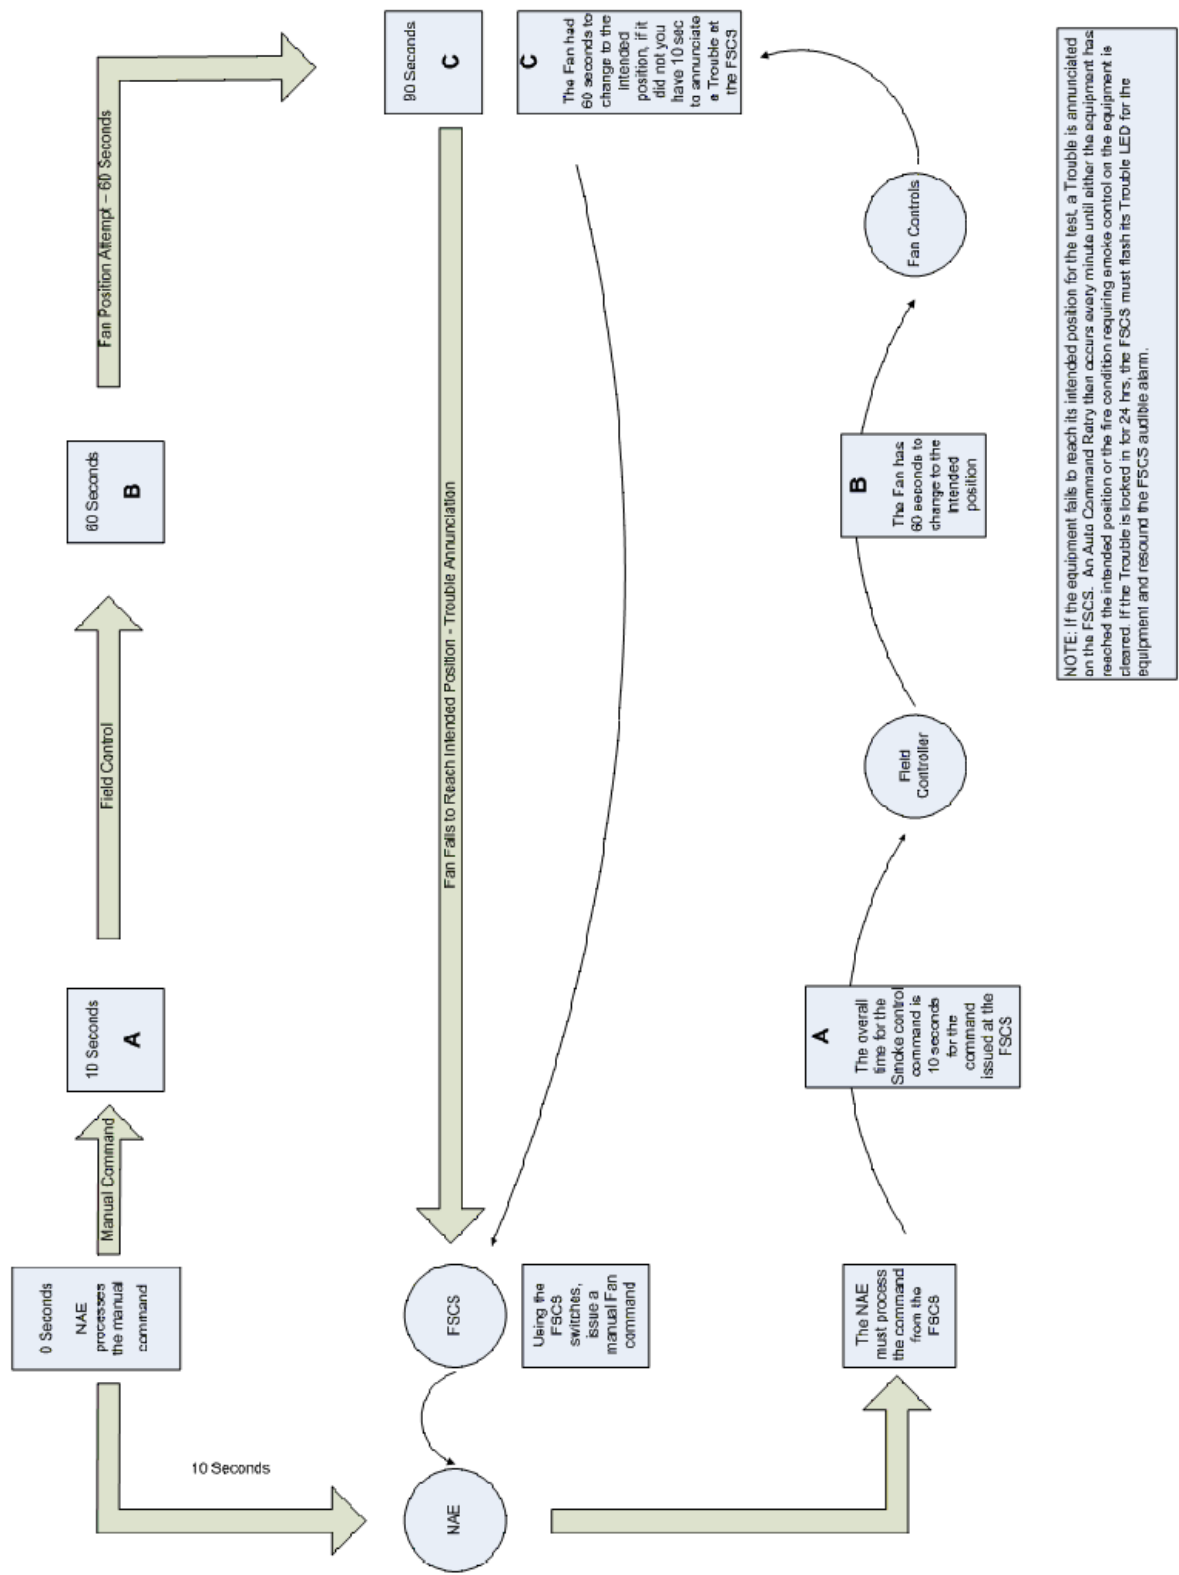 0 Seconds
NAE
processes
the manual
command
Manual Command
10 Seconds
A
Field Control
60 Seconds
B
Fan Position Attempt – 60 Seconds
10 Seconds
NAE
FSCS
Fan Fails to Reach Intended Position - Trouble Annunciation
90 Seconds
C
Using the
FSCS
switches,
issue a
manual Fan
command
C
The Fan had
60 seconds to
change to the
intended
position, if it
did not you
have 10 sec
to annunciate
a Trouble at
the FSCS
The NAE
must process
the command
from the
FSCS
A
The overall
time for the
Smoke control
command is
10 seconds
for the
command
issued at the
FSCS
Field
Controller
B
The Fan has
60 seconds to
change to the
intended
position
Fan Controls
NOTE: If the equipment fails to reach its intended position for the test, a Trouble is annunciated
on the FSCS. An Auto Command Retry then occurs every minute until either the equipment has
reached the intended position or the fire condition requiring smoke control on the equipment is
cleared. If the Trouble is locked in for 24 hrs, the FSCS must flash its Trouble LED for the
equipment and resound the FSCS audible alarm.